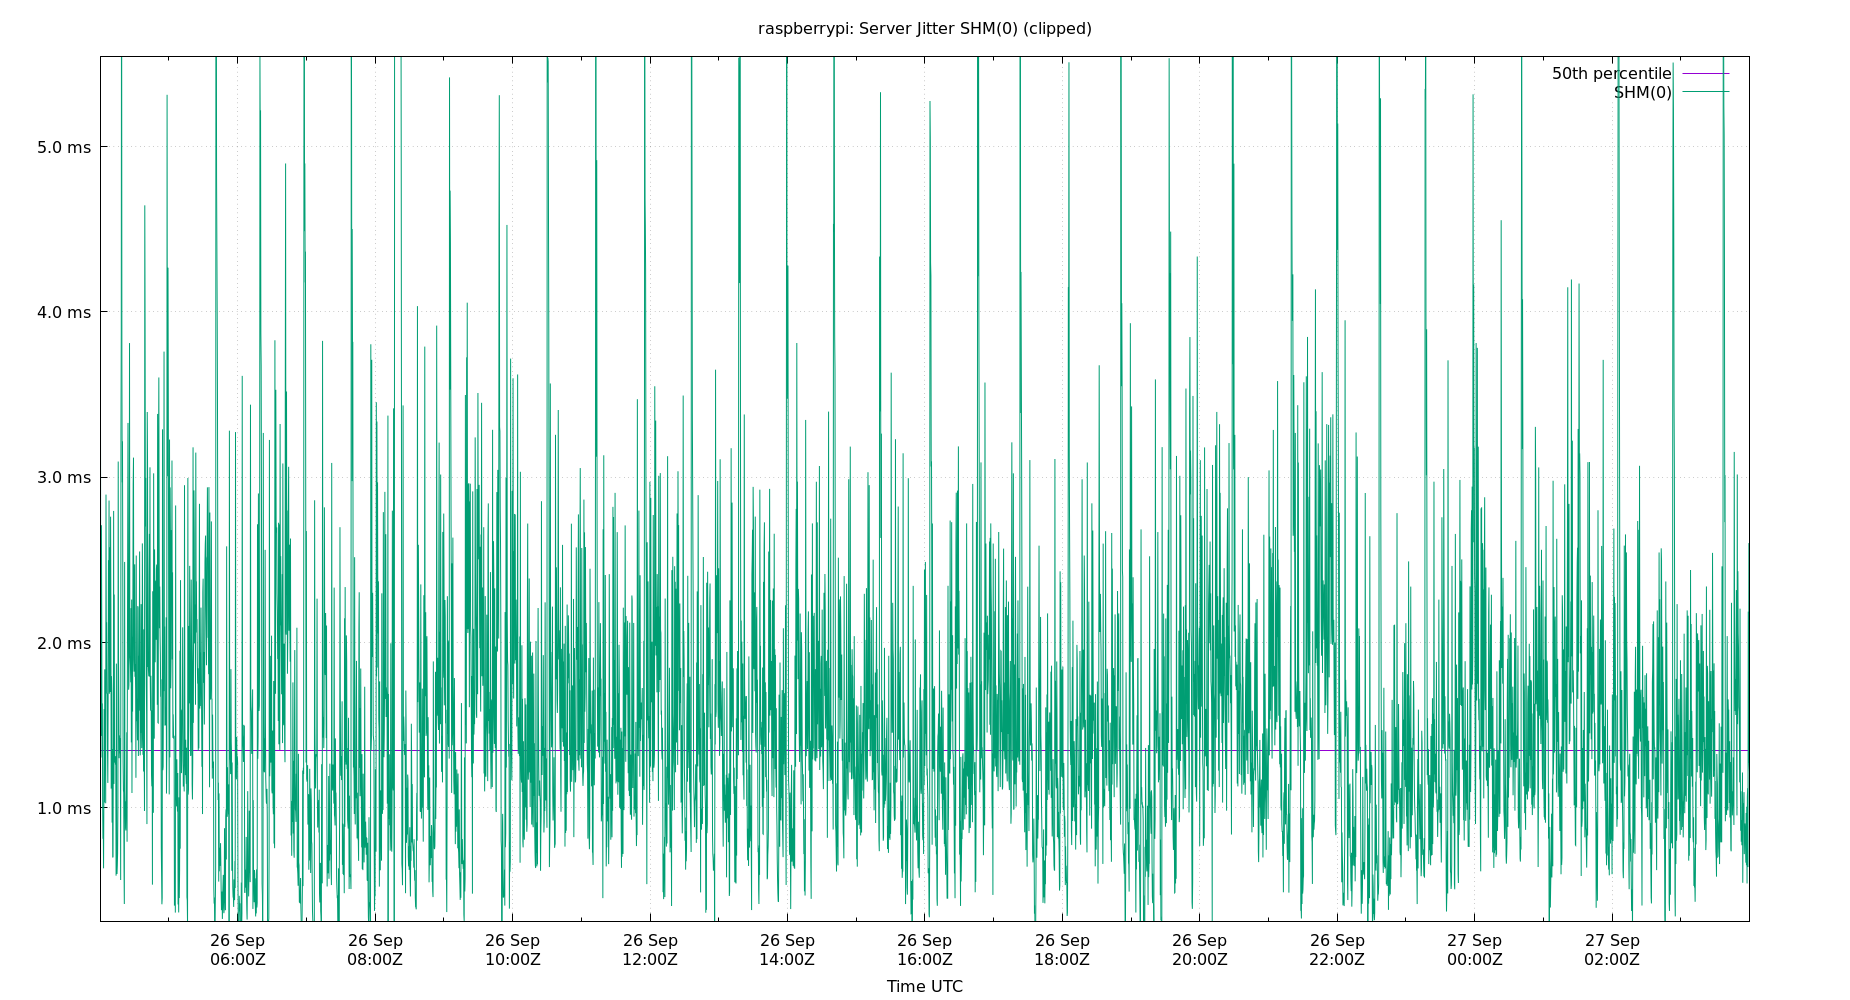 raspberrypi: Server Jitter SHM(0) (clipped)
50th percentile
SHM(0)
5.0 ms
4.0 ms
3.0 ms
2.0 ms
1.0 ms
26 Sep 26 Sep 26 Sep 26 Sep 26 Sep 26 Sep 26 Sep 26 Sep 26 Sep 27 Sep 27 Sep
06:00Z 08:00Z 10:00Z 12:00Z 14:00Z 16:00Z 18:00Z 20:00Z 22:00Z 00:00Z 02:00Z
Time UTC